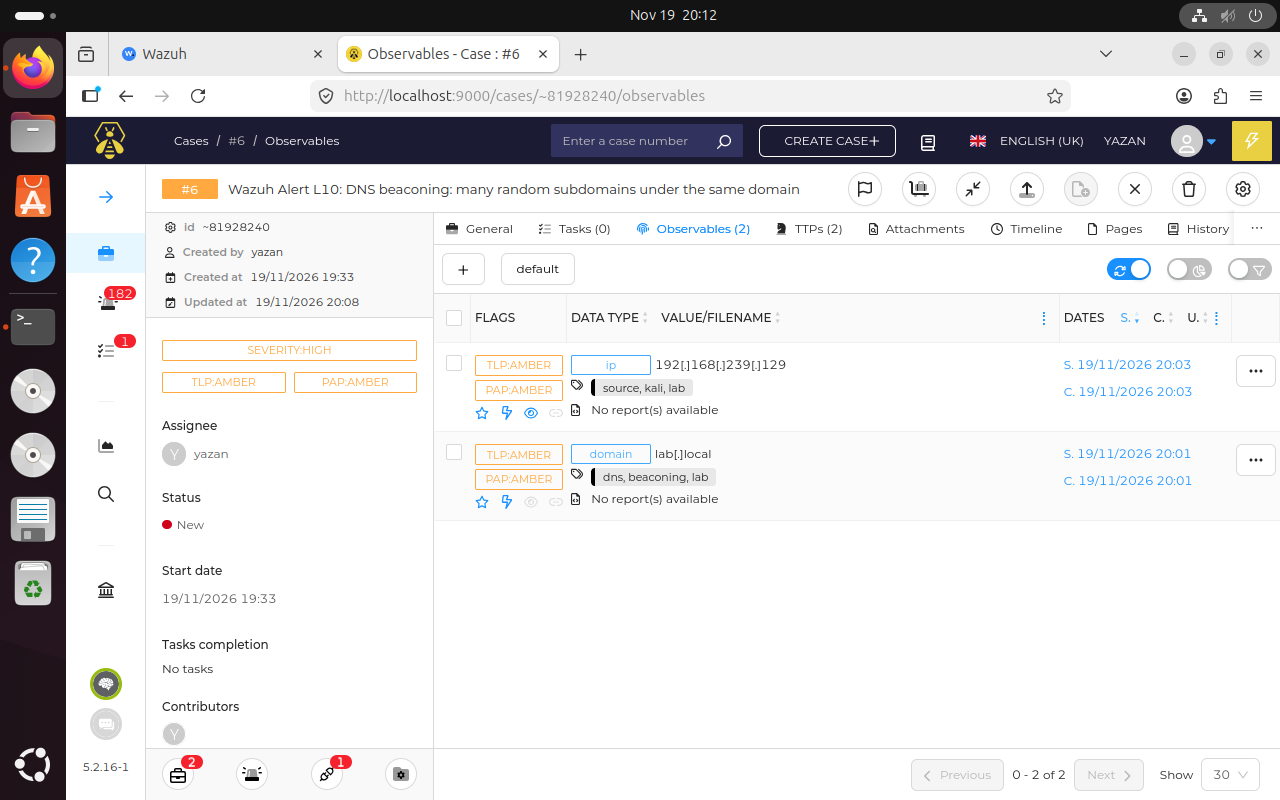 Nov 19 20:12
Wazuh
Observables - Case : #6
http://localhost:9000/cases/~81928240/observables
Cases / #6 / Observables
Enter a case number
CREATE CASE+
ENGLISH (UK)
YAZAN
#6
Wazuh Alert L10: DNS beaconing: many random subdomains under the same domain
id ~81928240
Created by yazan
Created at 19/11/2026 19:33
Updated at 19/11/2026 20:08
General
Tasks (0)
Observables (2)
TTPs (2)
Attachments
Timeline
Pages
History
+
default
182
1
FLAGS
DATA TYPE
VALUE/FILENAME
DATES
S.
C.
U.
SEVERITY:HIGH
TLP:AMBER
PAP:AMBER
TLP:AMBER
ip
192[.]168[.]239[.]129
S. 19/11/2026 20:03
PAP:AMBER
source, kali, lab
C. 19/11/2026 20:03
No report(s) available
TLP:AMBER
domain
lab[.]local
S. 19/11/2026 20:01
PAP:AMBER
dns, beaconing, lab
C. 19/11/2026 20:01
No report(s) available
Assignee
Y yazan
Status
New
Start date
19/11/2026 19:33
Tasks completion
No tasks
Contributors
Y
5.2.16-1
2
1
Previous
0 - 2 of 2
Next
Show
30